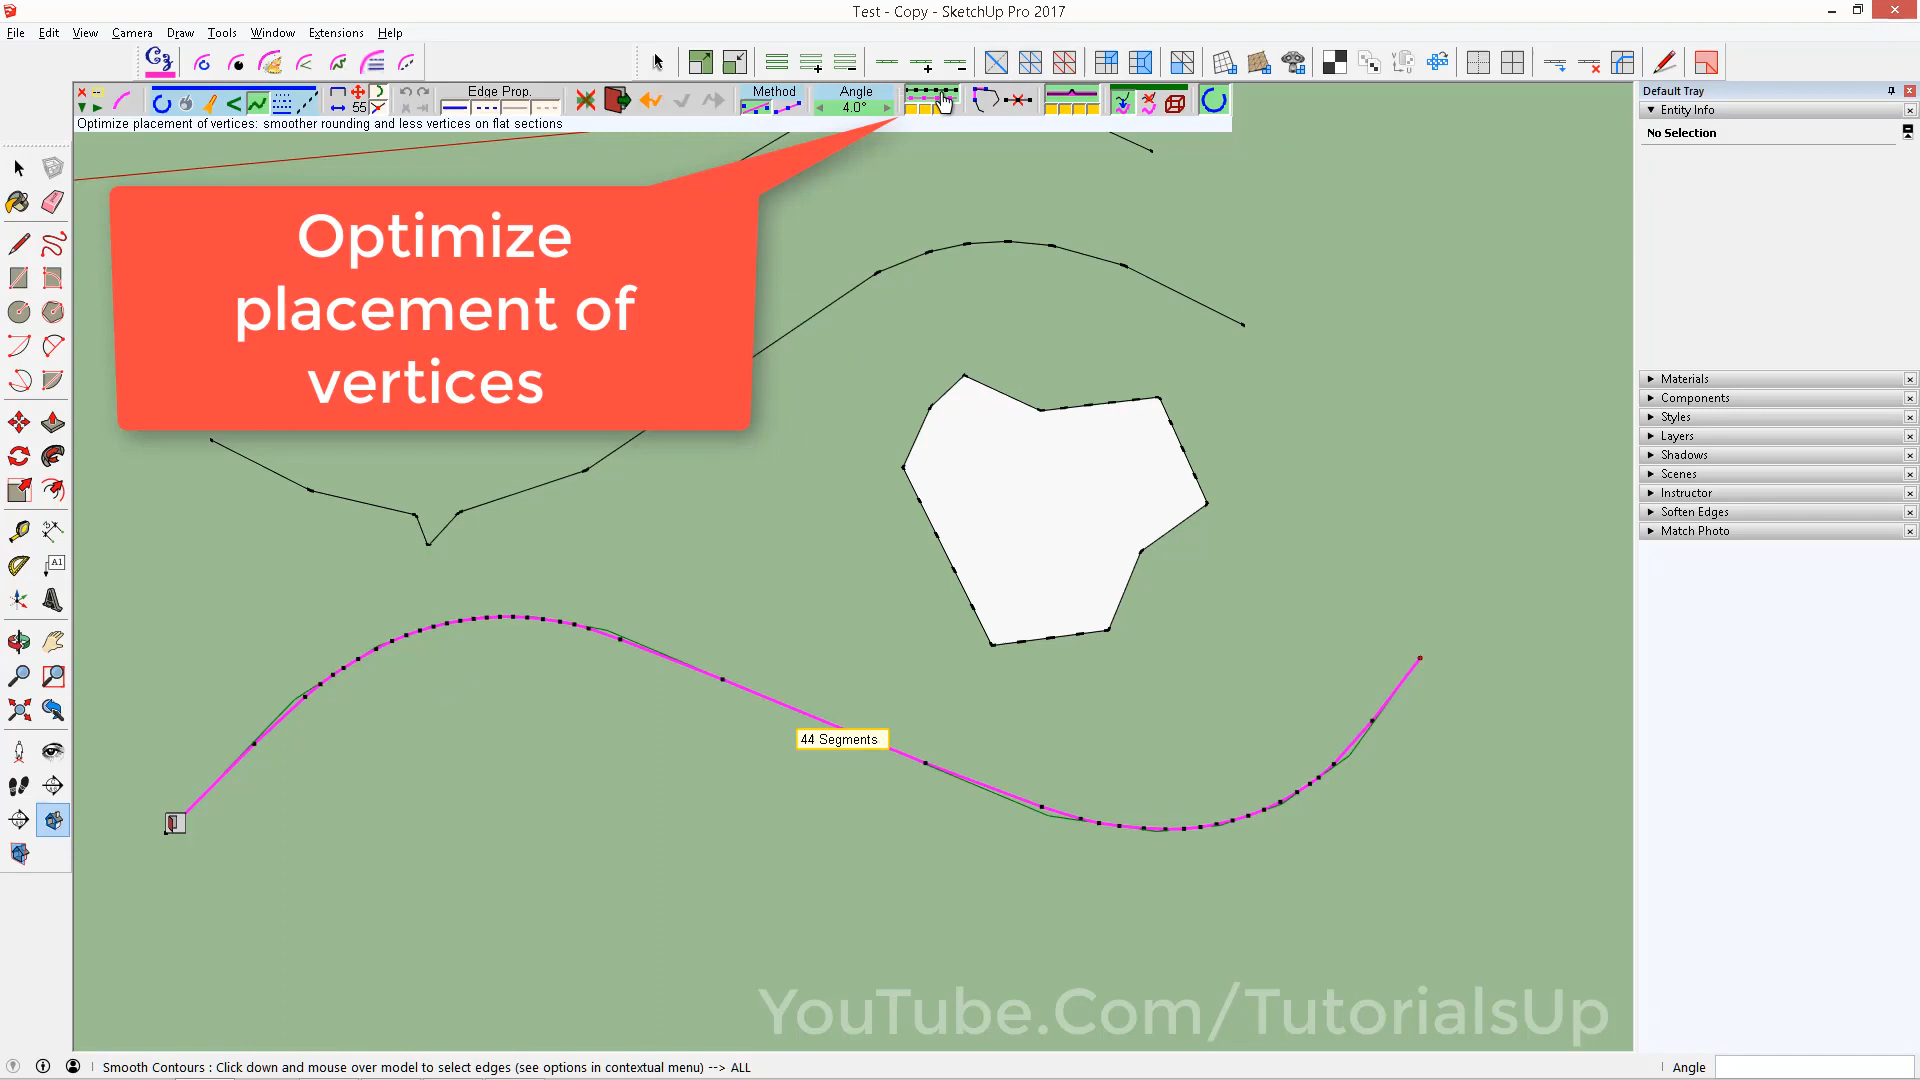 Test - Copy - SketchUp Pro 2017
File Edit View Camera Draw Tools Window Extensions Help
Edge Prop. Method Angle
55 4.0°
Optimize placement of vertices: smoother rounding and less vertices on flat sections
Optimize
placement of
vertices
44 Segments
A1
Default Tray
Entity Info
No Selection
Materials
Components
Styles
Layers
Shadows
Scenes
Instructor
Soften Edges
Match Photo
YouTube.Com/TutorialsUp
Smooth Contours : Click down and mouse over model to select edges (see options in contextual menu) --> ALL
Angle